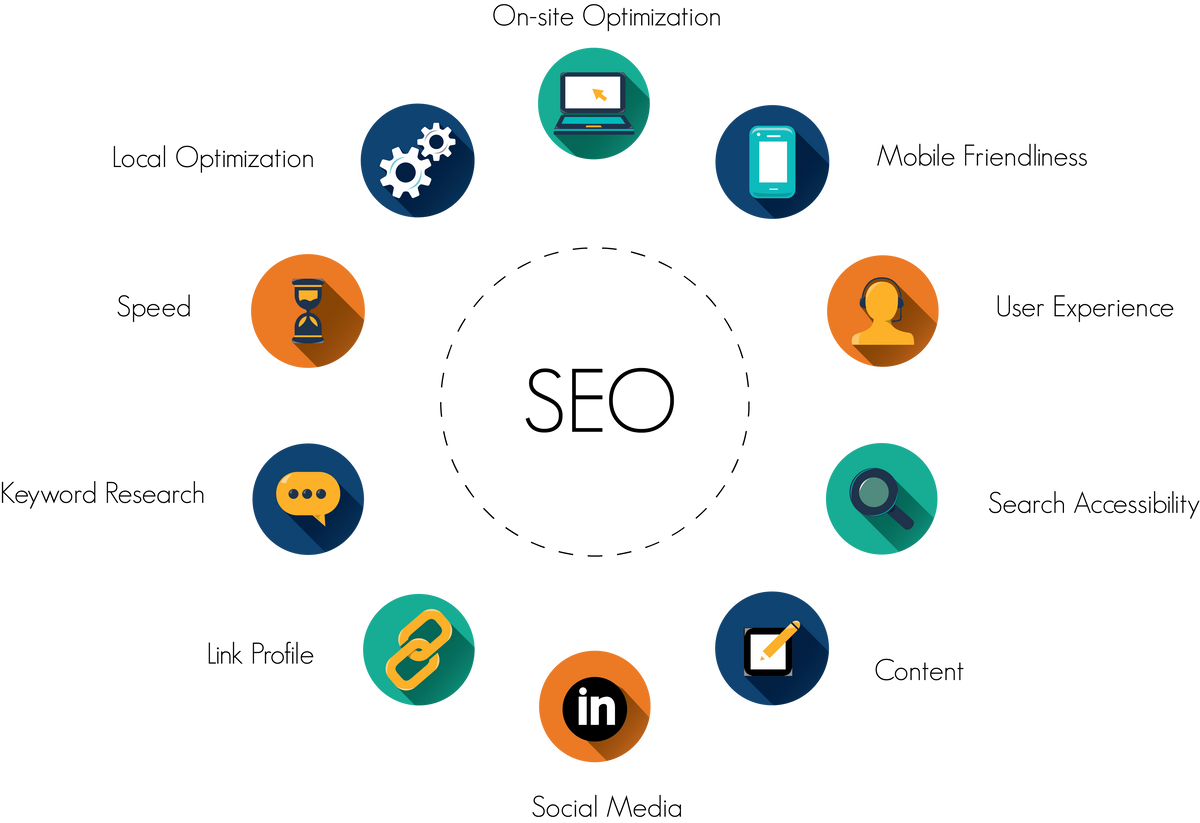 On-site Optimization
Local Optimization
Mobile Friendliness
Speed
User Experience
SEO
Keyword Research
Search Accessibility
Link Profile
Content
in
Social Media